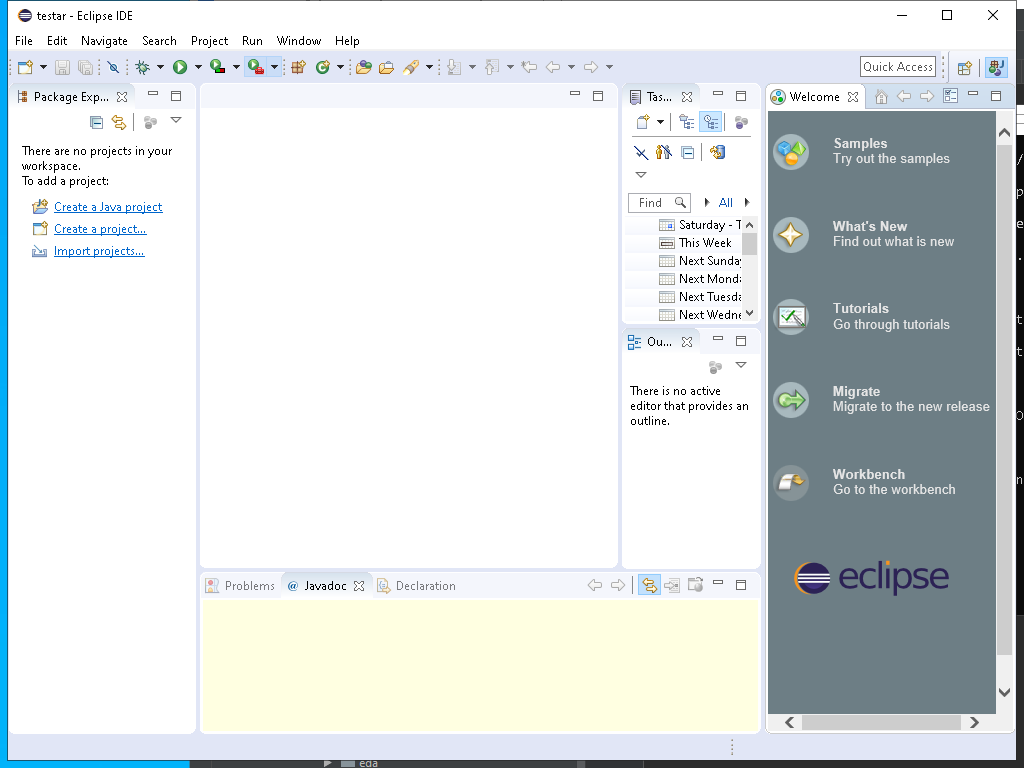 testar - Eclipse IDE
File Edit Navigate Search Project Run Window Help
Quick Access
Package Exp...
There are no projects in your
workspace.
To add a project:
Create a Java project
Create a project...
Import projects...
Tas...
Find
All
Saturday - T
This Week
Next Sunday
Next Monda
Next Tuesda
Next Wedne
Ou...
There is no active
editor that provides an
outline.
Problems
@ Javadoc
Declaration
Welcome
Samples
Try out the samples
What's New
Find out what is new
Tutorials
Go through tutorials
Migrate
Migrate to the new release
Workbench
Go to the workbench
eclipse
eda